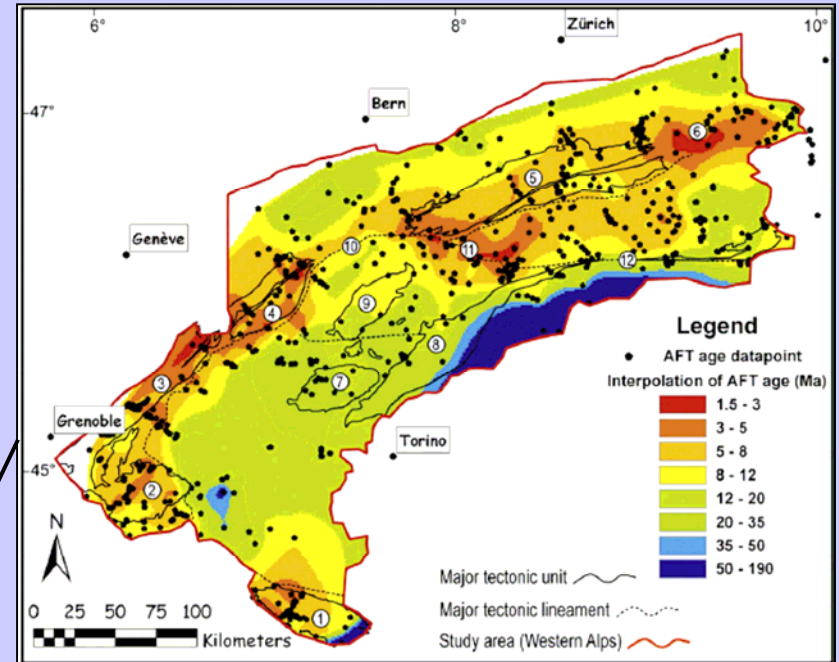 6° 8° 10°
Zürich
47°
Bern
6
5
Genève
10
11
12
4
9
8
Legend
AFT age datapoint
Interpolation of AFT age (Ma)
3
7
1.5 - 3
Grenoble
3 - 5
Torino
5 - 8
45°
8 - 12
2
12 - 20
N
20 - 35
35 - 50
50 - 190
Major tectonic unit
0 25 50 75 100
Major tectonic lineament
1
Kilometers
Study area (Western Alps)